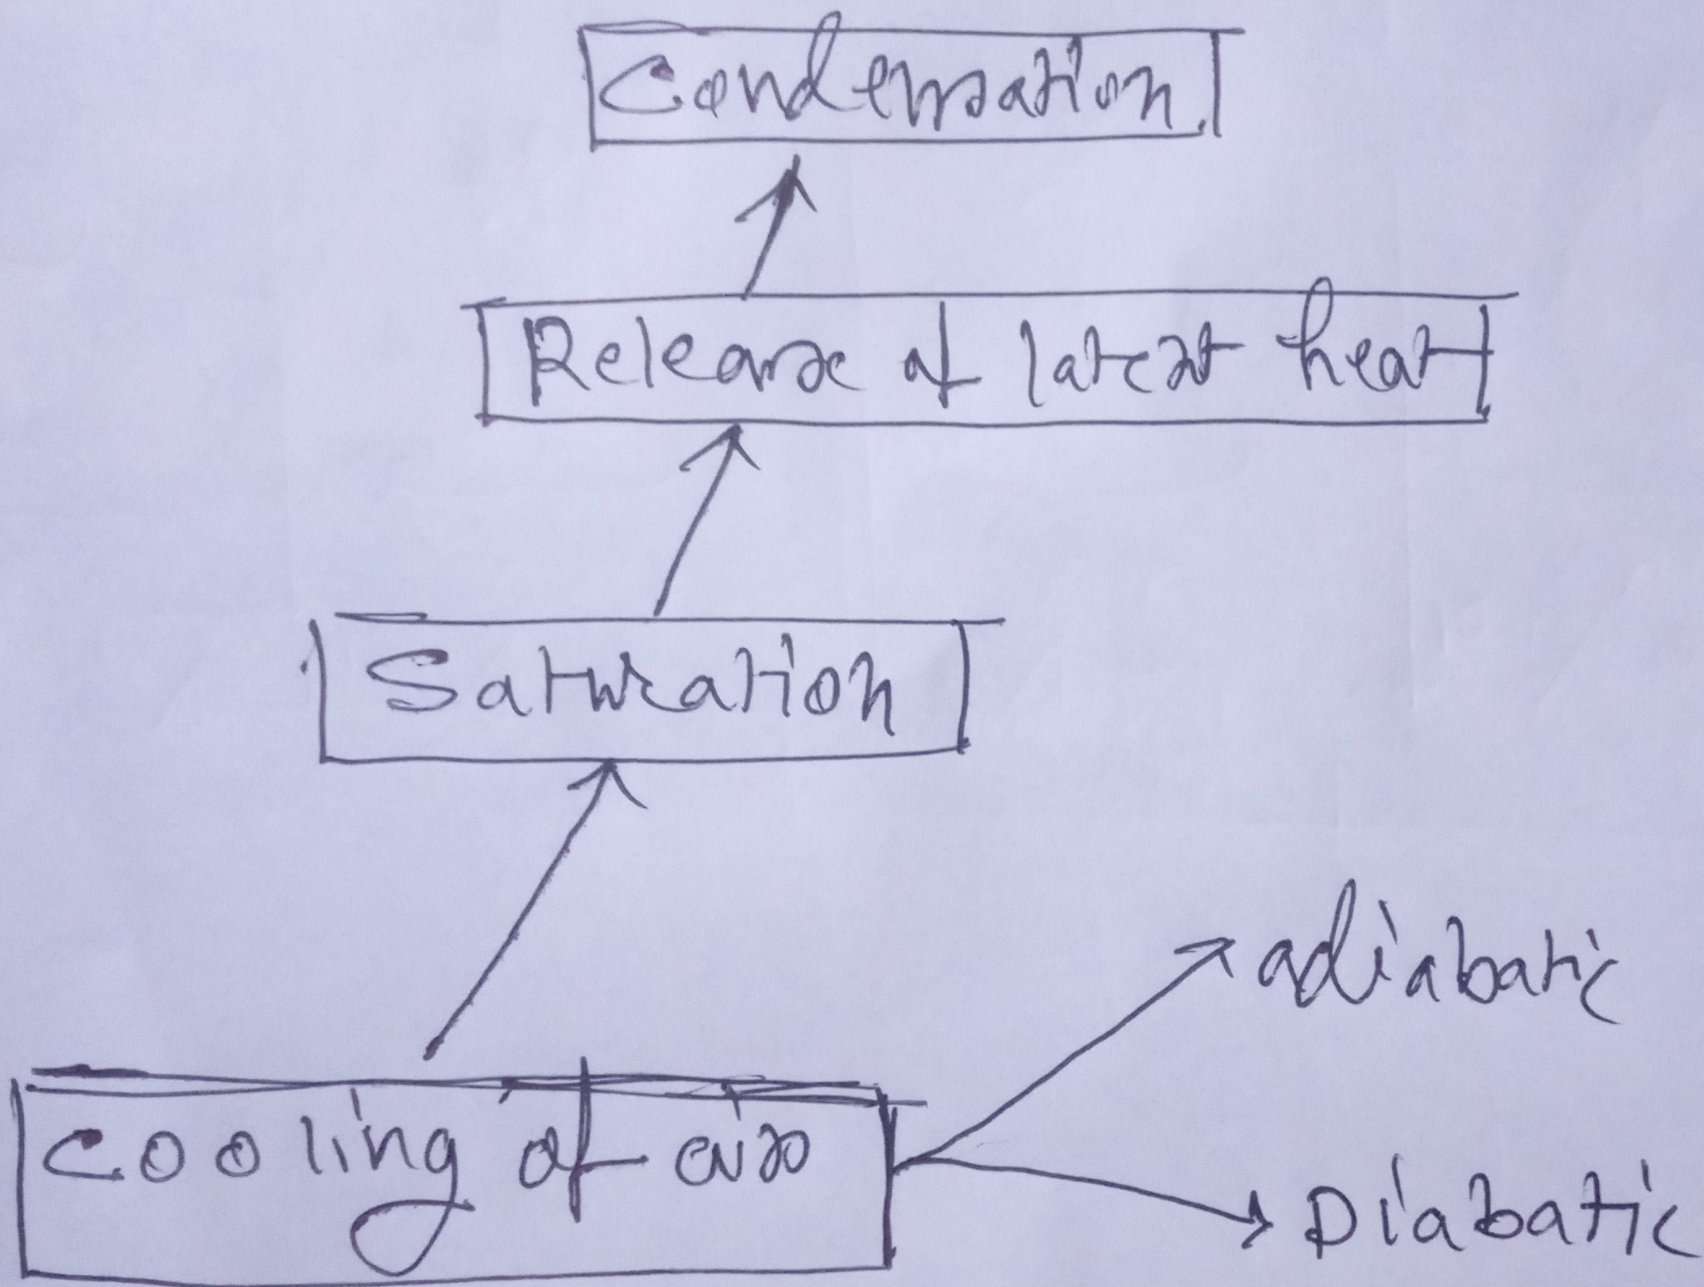 Condensation
Release of latent heat
Saturation
adiabatic
cooling of air
Diabatic